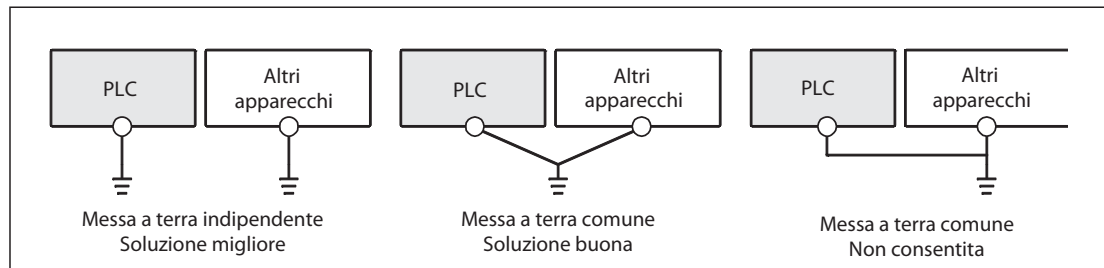 PLC
Altri
apparecchi
PLC
Altri
apparecchi
PLC
Altri
apparecchi
Messa a terra indipendente
Soluzione migliore
Messa a terra comune
Soluzione buona
Messa a terra comune
Non consentita